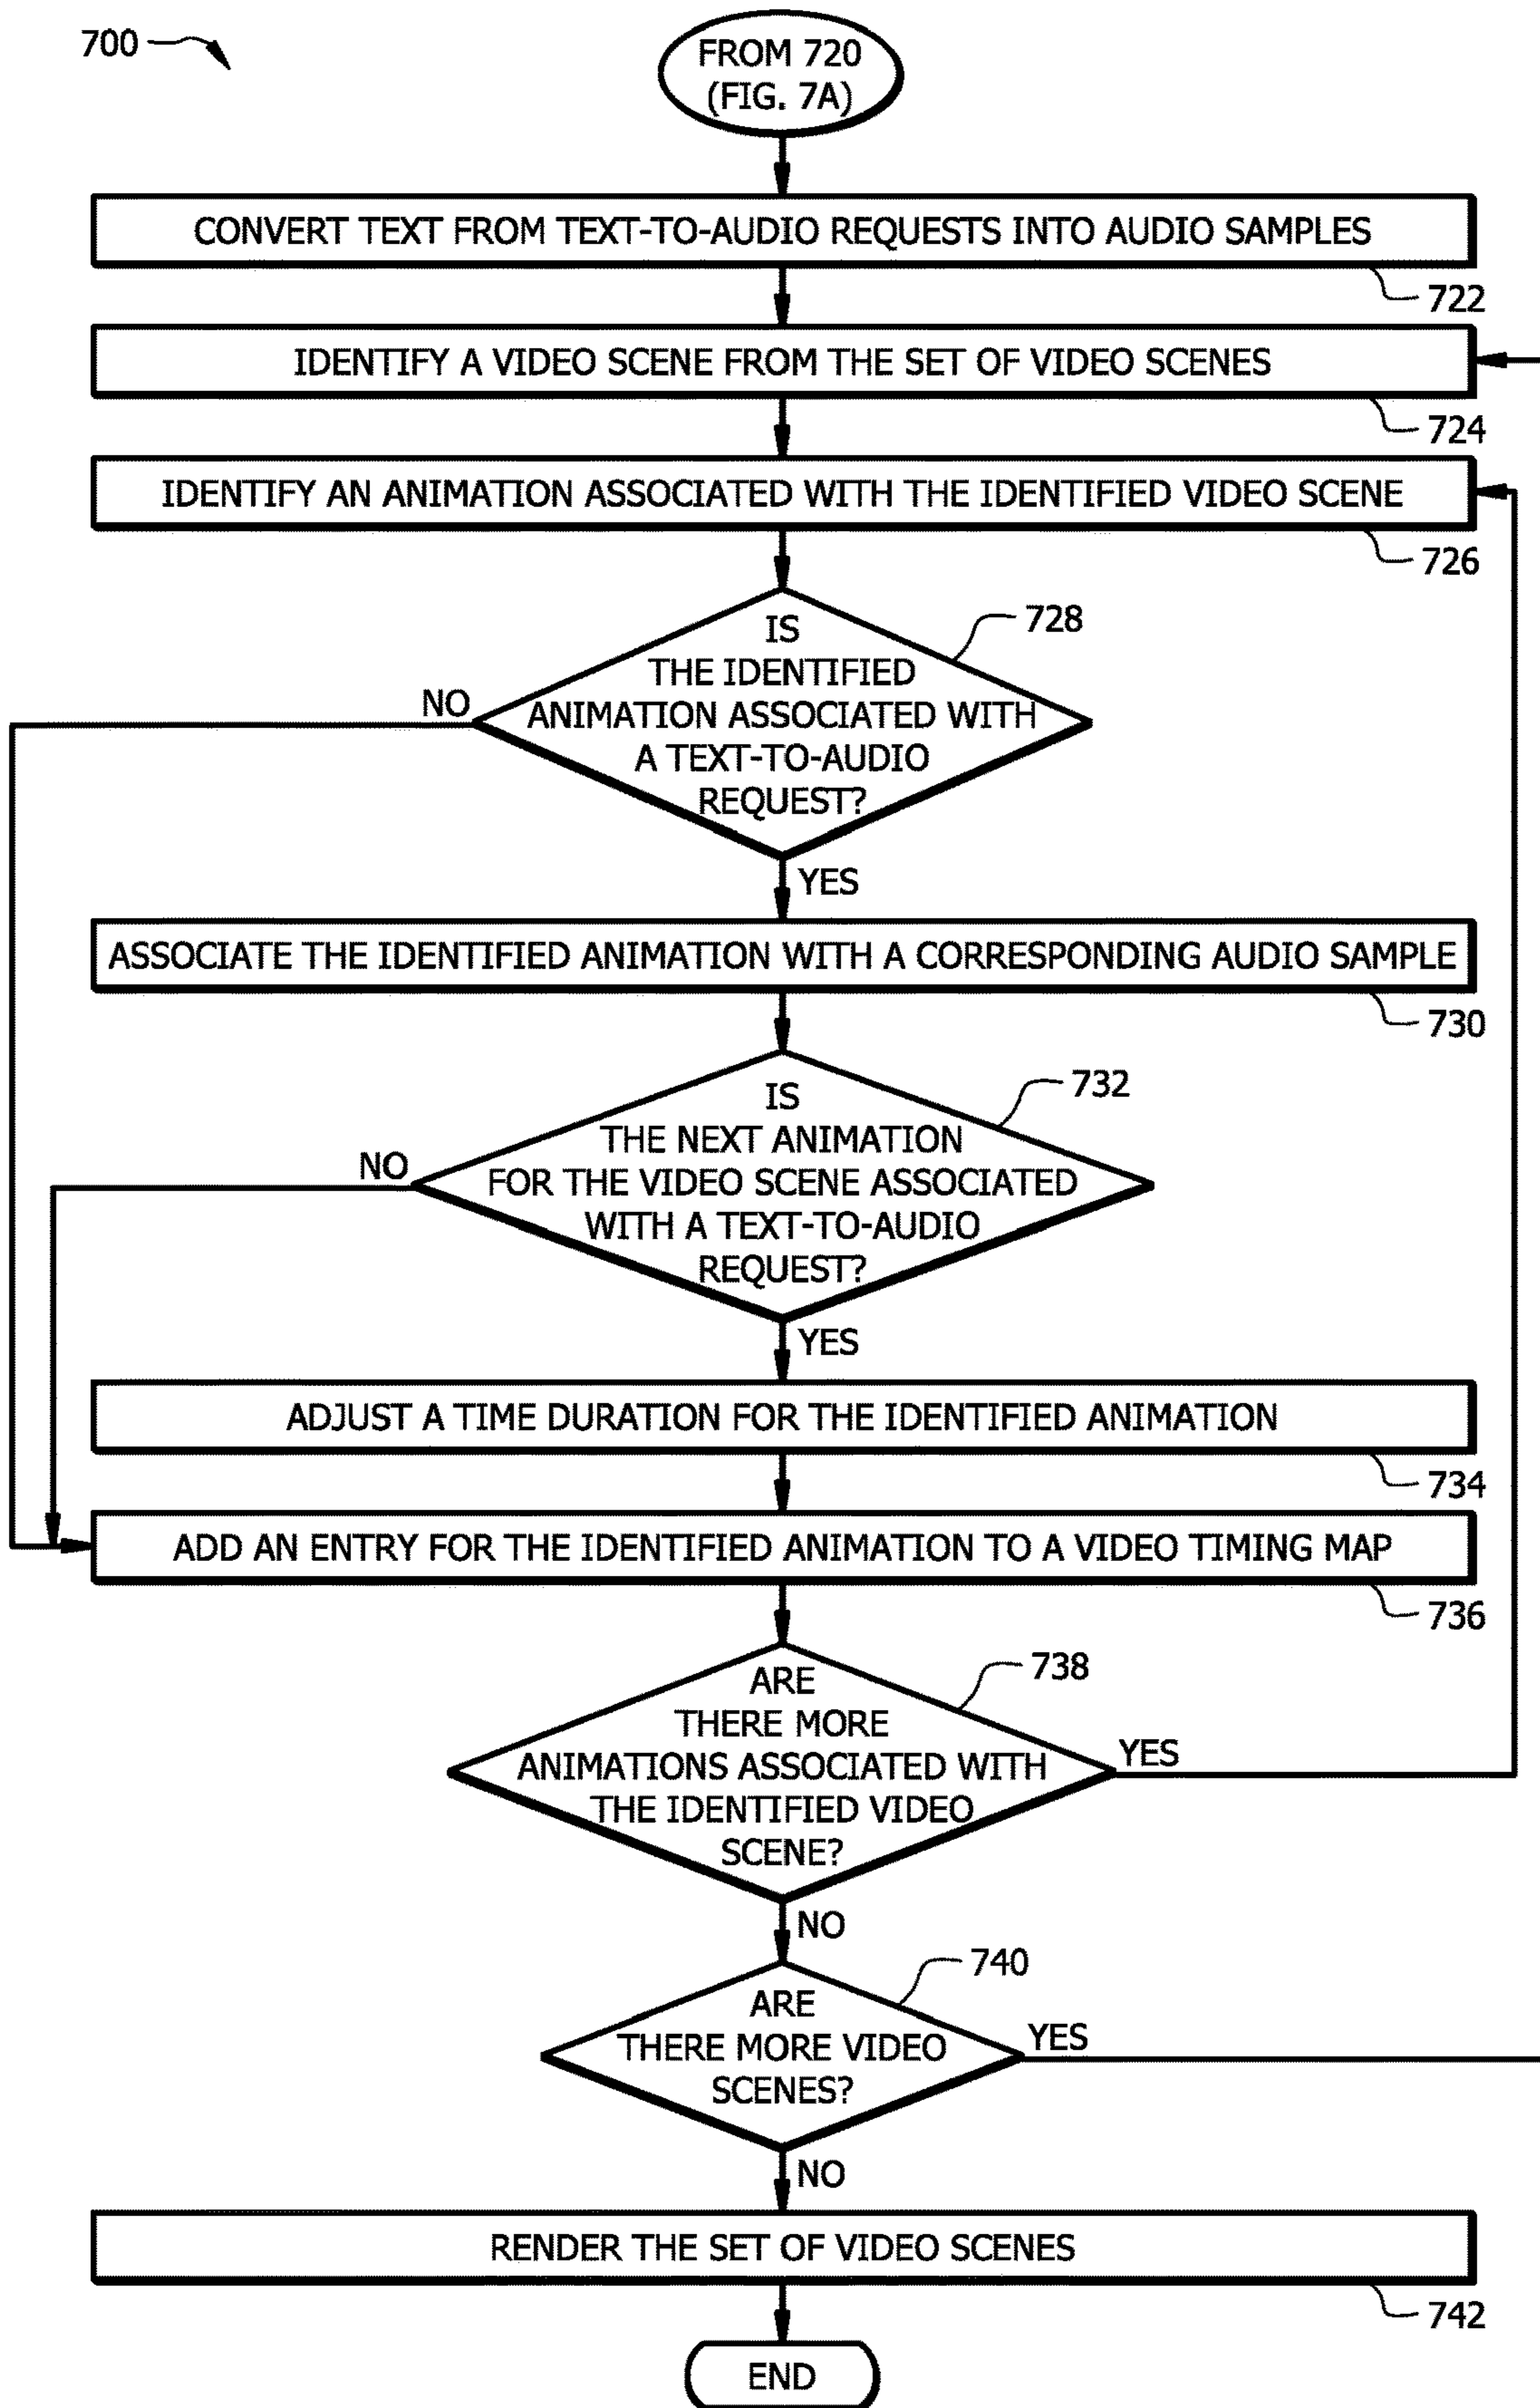 700
FROM 720
(FIG. 7A)
CONVERT TEXT FROM TEXT-TO-AUDIO REQUESTS INTO AUDIO SAMPLES
722
IDENTIFY A VIDEO SCENE FROM THE SET OF VIDEO SCENES
724
IDENTIFY AN ANIMATION ASSOCIATED WITH THE IDENTIFIED VIDEO SCENE
726
728
IS
THE IDENTIFIED
ANIMATION ASSOCIATED WITH
A TEXT-TO-AUDIO
REQUEST?
NO
YES
ASSOCIATE THE IDENTIFIED ANIMATION WITH A CORRESPONDING AUDIO SAMPLE
730
732
IS
THE NEXT ANIMATION
FOR THE VIDEO SCENE ASSOCIATED
WITH A TEXT-TO-AUDIO
REQUEST?
NO
YES
ADJUST A TIME DURATION FOR THE IDENTIFIED ANIMATION
734
ADD AN ENTRY FOR THE IDENTIFIED ANIMATION TO A VIDEO TIMING MAP
736
738
ARE
THERE MORE
ANIMATIONS ASSOCIATED WITH
THE IDENTIFIED VIDEO
SCENE?
YES
NO
740
ARE
THERE MORE VIDEO
SCENES?
YES
NO
RENDER THE SET OF VIDEO SCENES
742
END